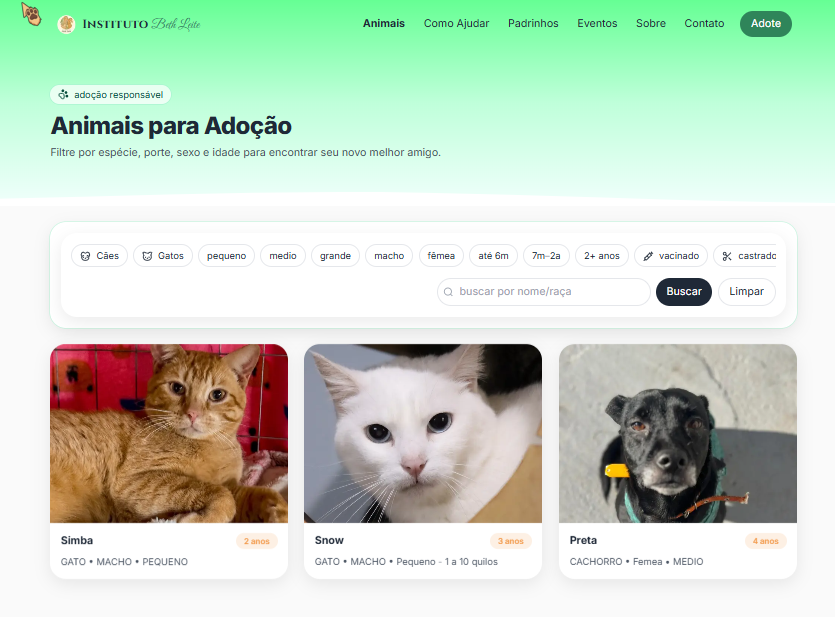 INSTITUTO Beth Leite
Animais Como Ajudar Padrinhos Eventos Sobre Contato Adote
adoção responsável
Animais para Adoção
Filtre por espécie, porte, sexo e idade para encontrar seu novo melhor amigo.
Cães Gatos pequeno medio grande macho fêmea até 6m 7m–2a 2+ anos vacinado castrado
buscar por nome/raça Buscar Limpar
Simba 2 anos
GATO • MACHO • PEQUENO
Snow 3 anos
GATO • MACHO • Pequeno - 1 a 10 quilos
Preta 4 anos
CACHORRO • Femea • MEDIO